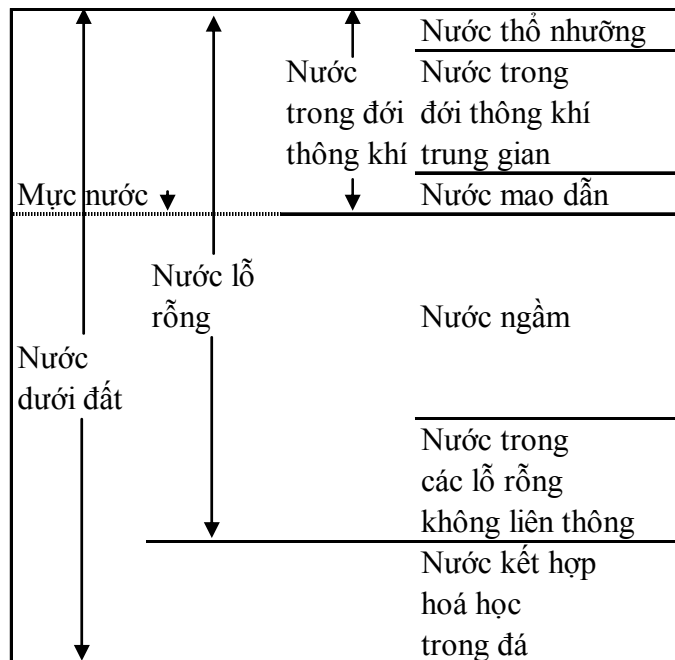 Nước thổ nhưỡng
Nước
trong đới
thông khí
Nước trong
đới thông khí
trung gian
Mực nước
Nước mao dẫn
Nước lỗ
rỗng
Nước ngầm
Nước
dưới đất
Nước trong
các lỗ rỗng
không liên thông
Nước kết hợp
hoá học
trong đá